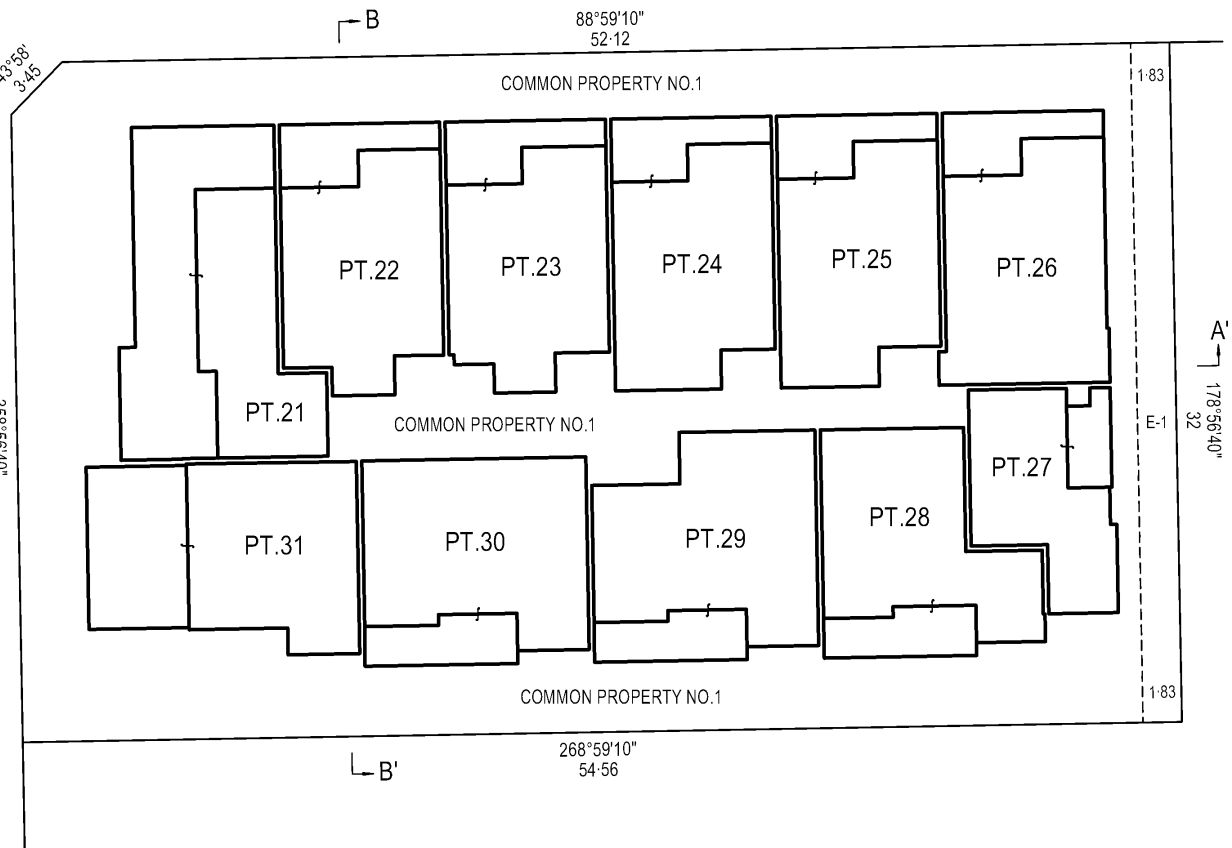 B
88°59'10"
52·12
3·45
COMMON PROPERTY NO.1
1·83
PT.22
PT.23
PT.24
PT.25
PT.26
A'
178°56'40"
32
PT.21
COMMON PROPERTY NO.1
E-1
PT.27
PT.28
PT.29
PT.30
PT.31
COMMON PROPERTY NO.1
1·83
268°59'10"
54·56
B'